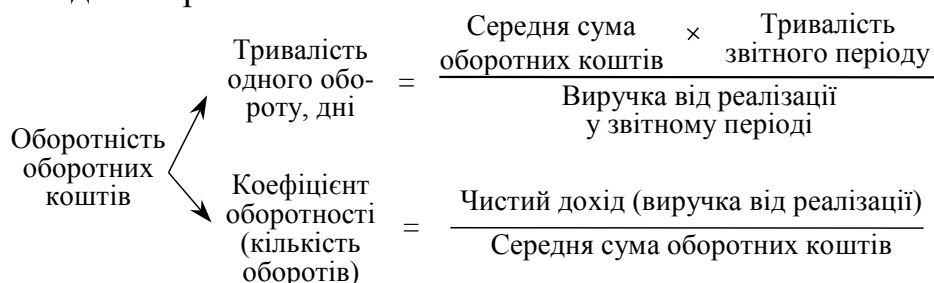 Оборотність
оборотних
коштів
Тривалість
одного обо-
роту, дні
=
Середня сума
оборотних коштів
×
Тривалість
звітного періоду
Виручка від реалізації
у звітному періоді
Коефіцієнт
оборотності
(кількість
оборотів)
=
Чистий дохід (виручка від реалізації)
Середня сума оборотних коштів